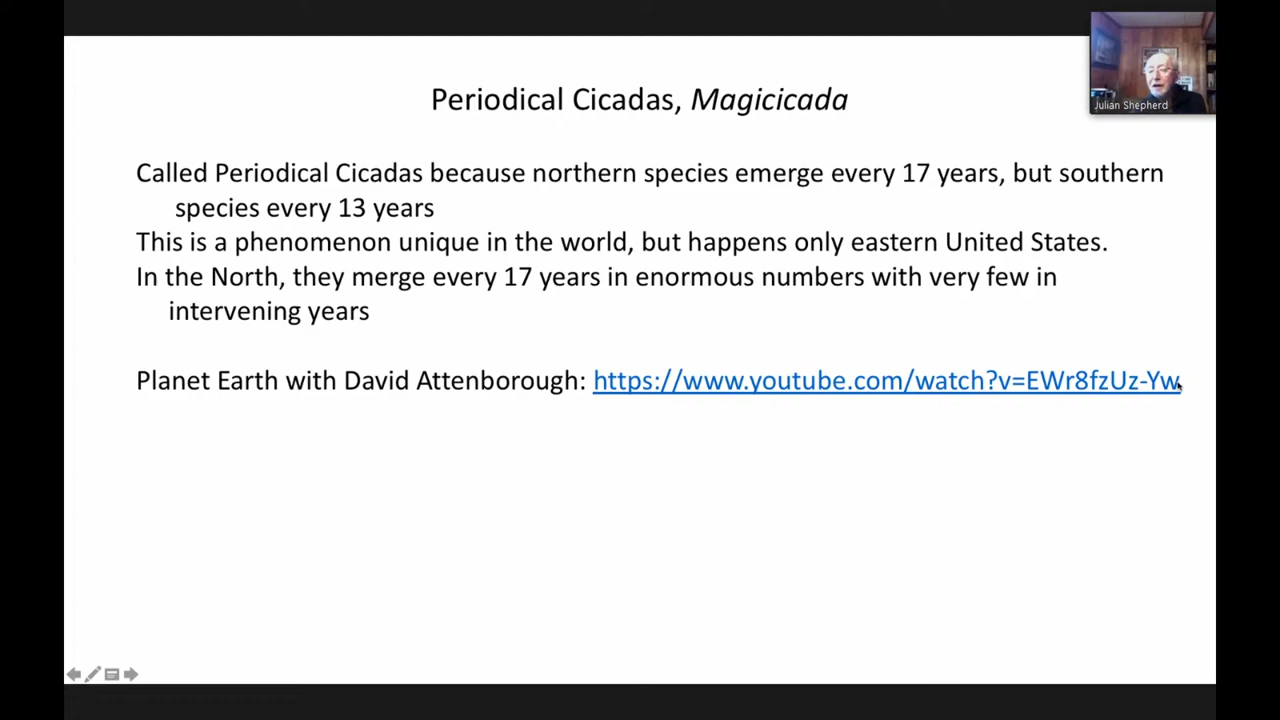 Julian Shepherd
Periodical Cicadas, Magicicada
Called Periodical Cicadas because northern species emerge every 17 years, but southern
species every 13 years
This is a phenomenon unique in the world, but happens only eastern United States.
In the North, they merge every 17 years in enormous numbers with very few in
intervening years
Planet Earth with David Attenborough: https://www.youtube.com/watch?v=EWr8fzUz-Yw